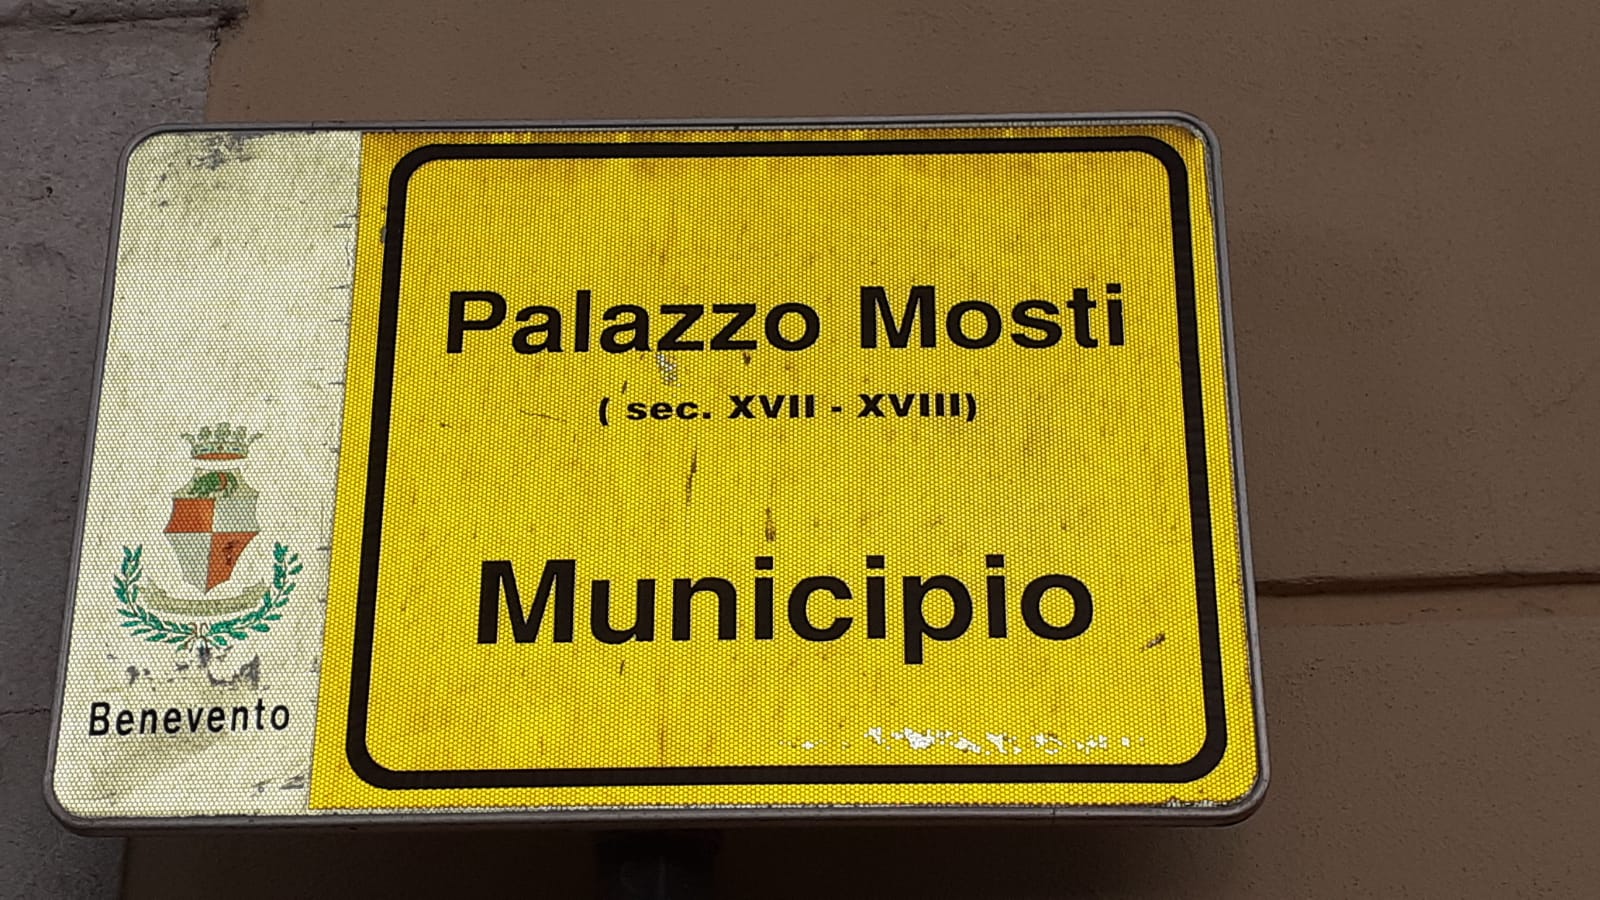 Palazzo Mosti
( sec. XVII - XVIII)
Municipio
Benevento